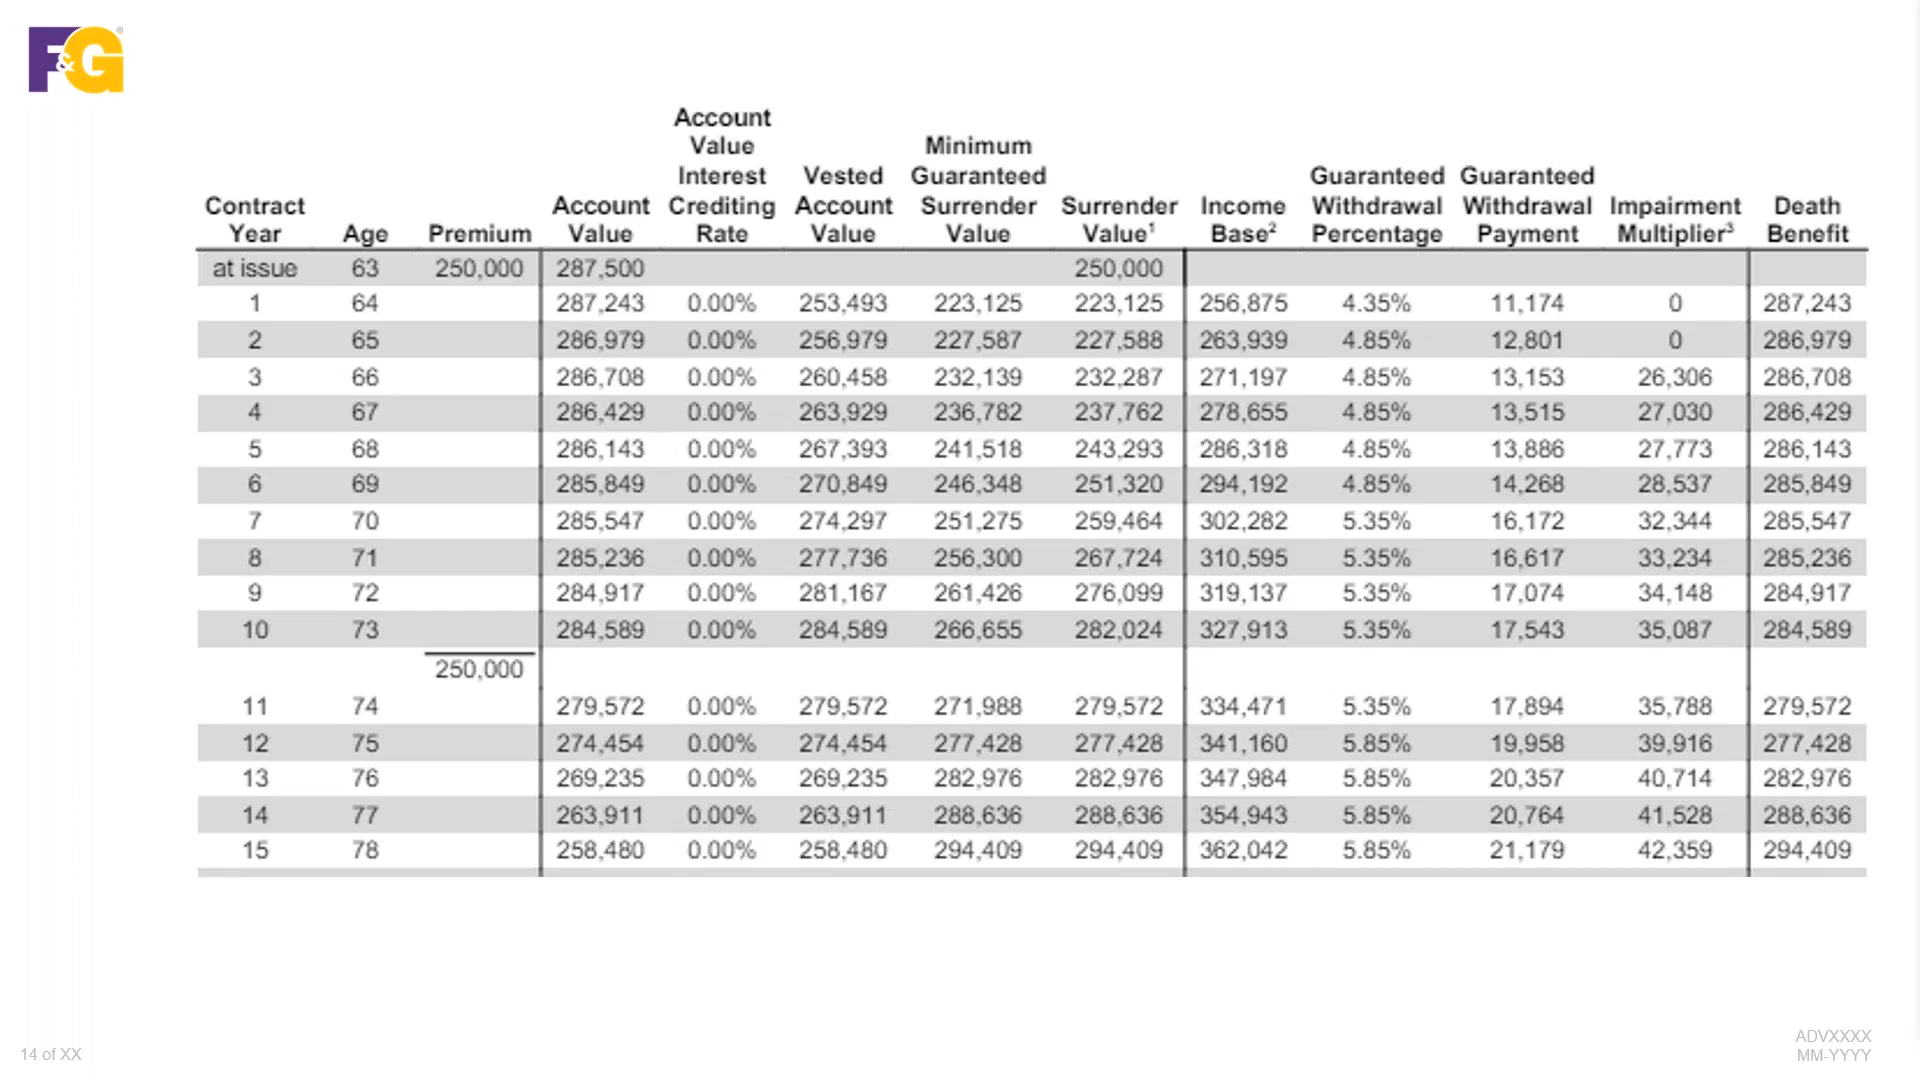 F&G®
Account
Value Minimum
Interest Vested Guaranteed Guaranteed Guaranteed
Contract Account Crediting Account Surrender Surrender Income Withdrawal Withdrawal Impairment Death
Year Age Premium Value Rate Value Value Value¹ Base² Percentage Payment Multiplier³ Benefit
at issue 63 250,000 287,500 250,000
1 64 287,243 0.00% 253,493 223,125 223,125 256,875 4.35% 11,174 0 287,243
2 65 286,979 0.00% 256,979 227,587 227,588 263,939 4.85% 12,801 0 286,979
3 66 286,708 0.00% 260,458 232,139 232,287 271,197 4.85% 13,153 26,306 286,708
4 67 286,429 0.00% 263,929 236,782 237,762 278,655 4.85% 13,515 27,030 286,429
5 68 286,143 0.00% 267,393 241,518 243,293 286,318 4.85% 13,886 27,773 286,143
6 69 285,849 0.00% 270,849 246,348 251,320 294,192 4.85% 14,268 28,537 285,849
7 70 285,547 0.00% 274,297 251,275 259,464 302,282 5.35% 16,172 32,344 285,547
8 71 285,236 0.00% 277,736 256,300 267,724 310,595 5.35% 16,617 33,234 285,236
9 72 284,917 0.00% 281,167 261,426 276,099 319,137 5.35% 17,074 34,148 284,917
10 73 284,589 0.00% 284,589 266,655 282,024 327,913 5.35% 17,543 35,087 284,589
250,000
11 74 279,572 0.00% 279,572 271,988 279,572 334,471 5.35% 17,894 35,788 279,572
12 75 274,454 0.00% 274,454 277,428 277,428 341,160 5.85% 19,958 39,916 277,428
13 76 269,235 0.00% 269,235 282,976 282,976 347,984 5.85% 20,357 40,714 282,976
14 77 263,911 0.00% 263,911 288,636 288,636 354,943 5.85% 20,764 41,528 288,636
15 78 258,480 0.00% 258,480 294,409 294,409 362,042 5.85% 21,179 42,359 294,409
14 of XX
ADVXXXX
MM-YYYY